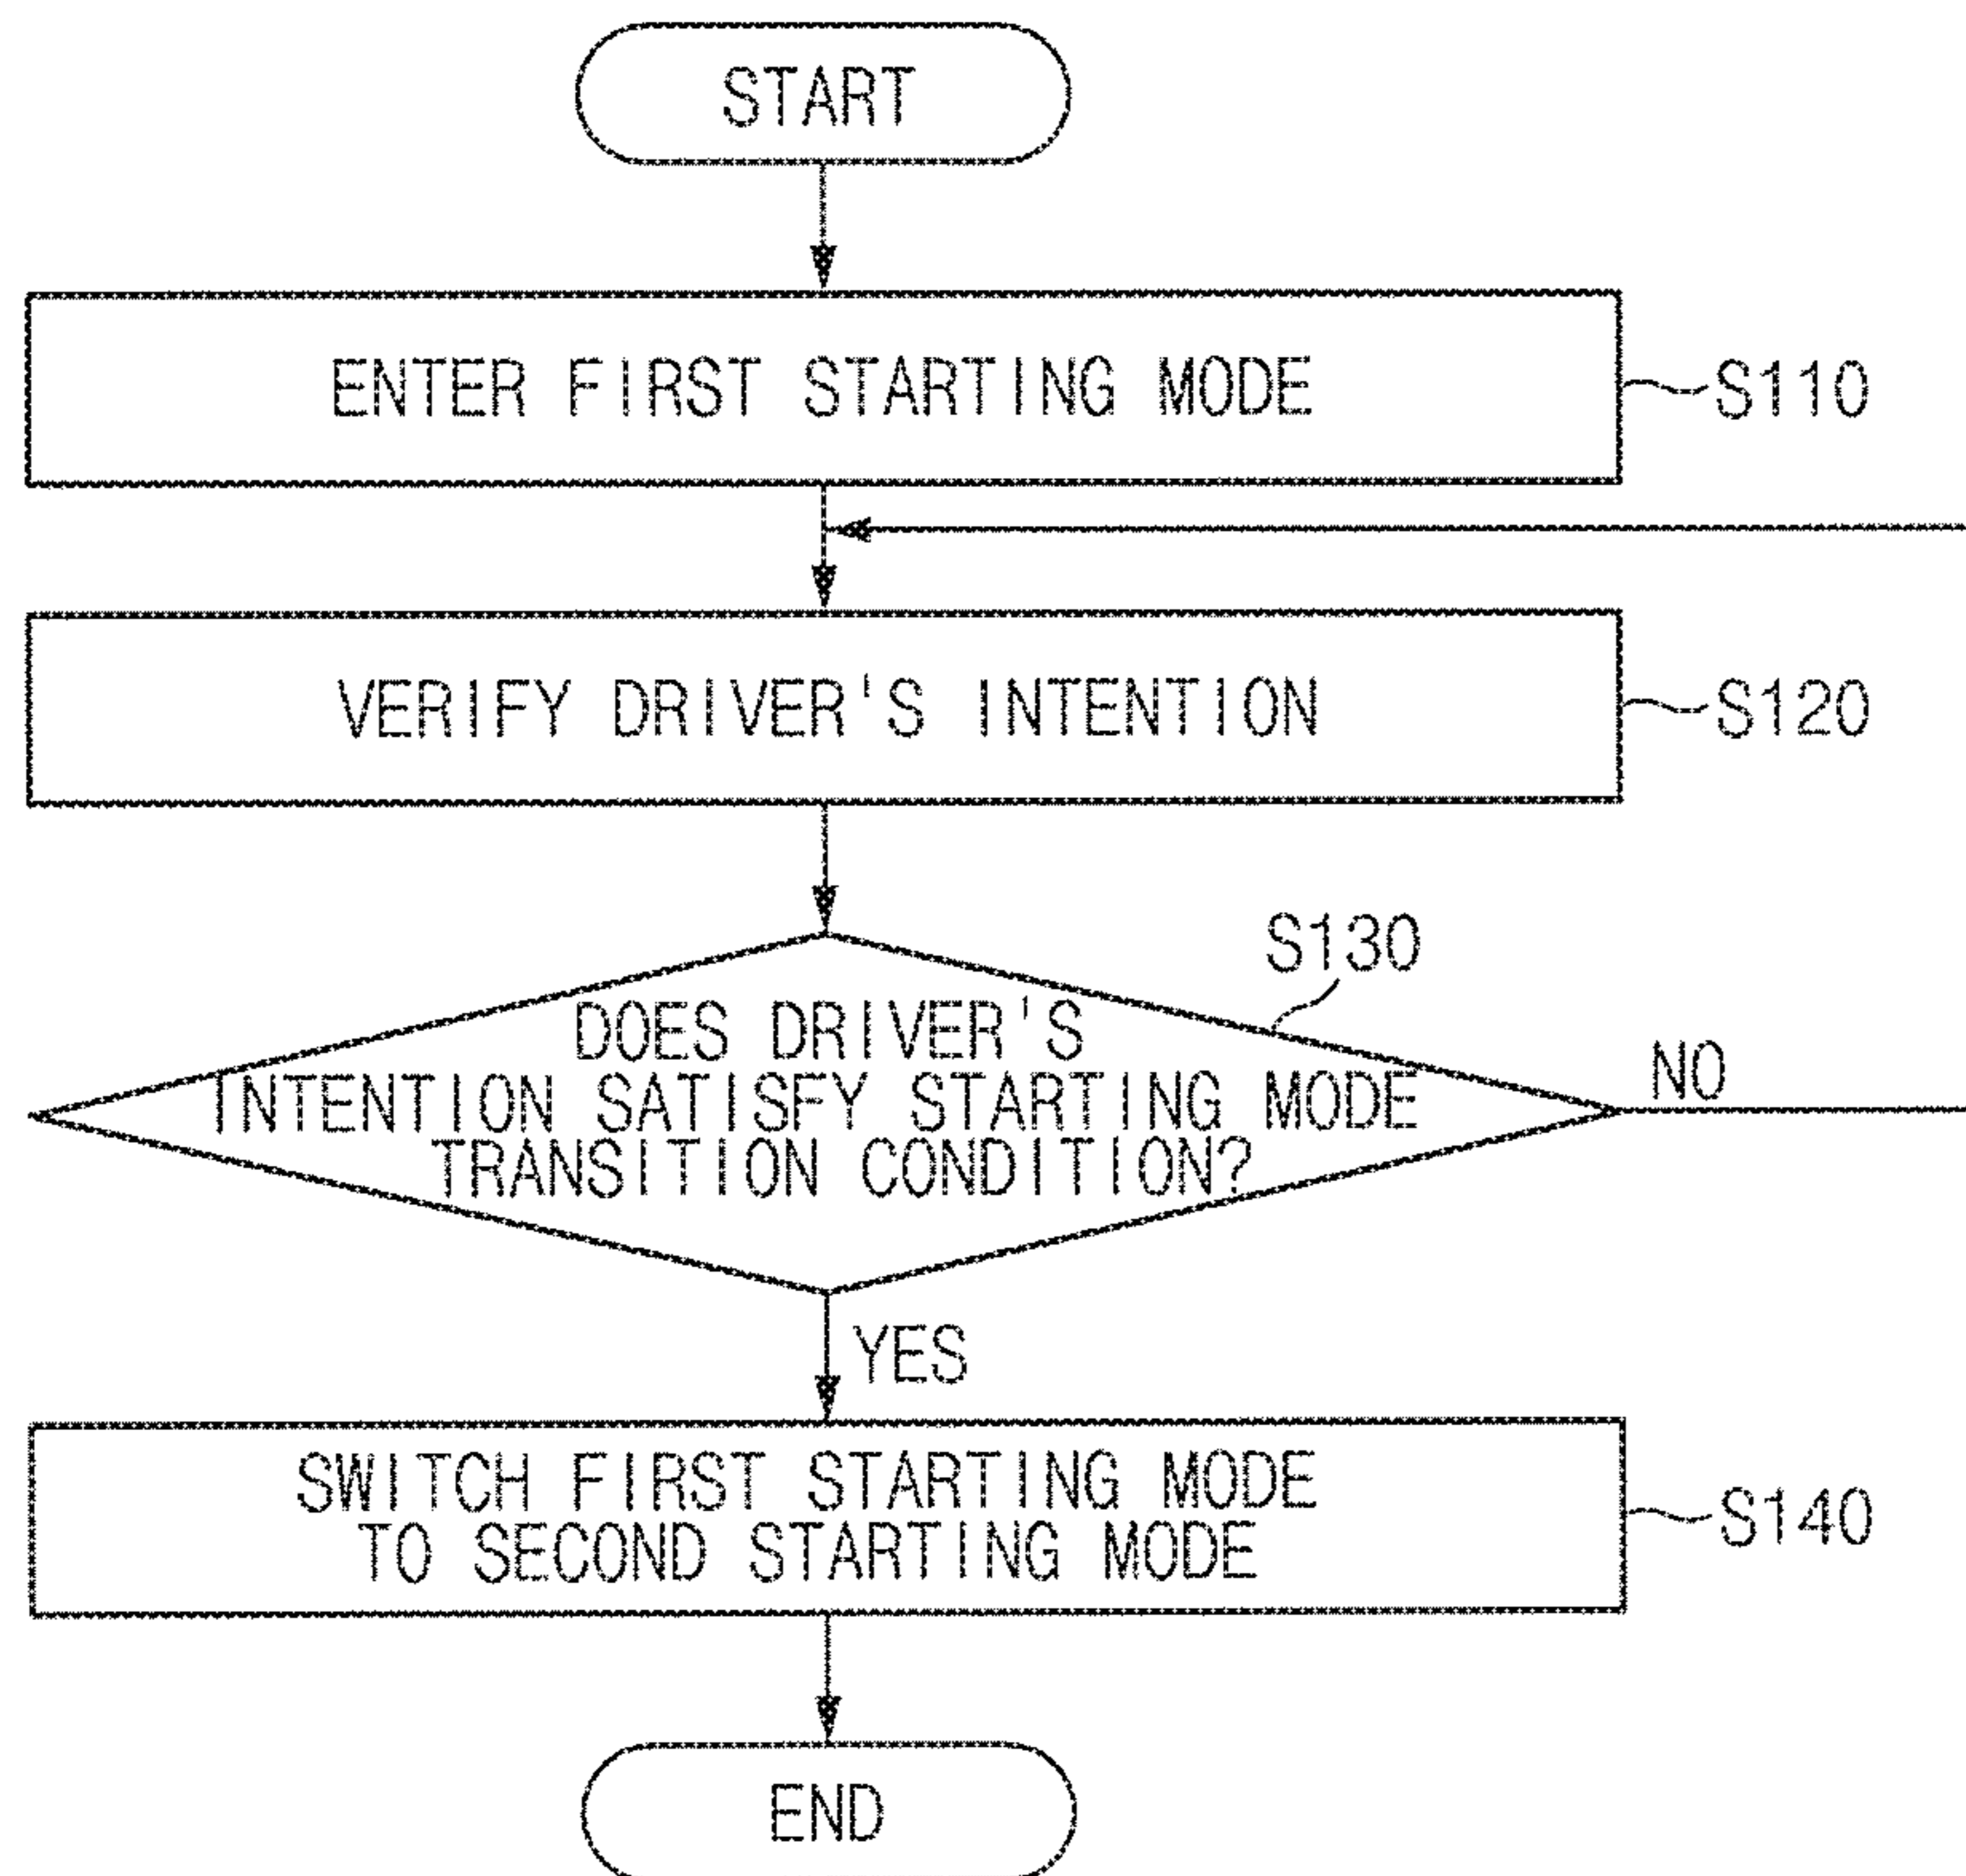 START
ENTER FIRST STARTING MODE
S110
VERIFY DRIVER'S INTENTION
S120
S130
DOES DRIVER'S
INTENTION SATISFY STARTING MODE
TRANSITION CONDITION?
NO
YES
SWITCH FIRST STARTING MODE
TO SECOND STARTING MODE
S140
END